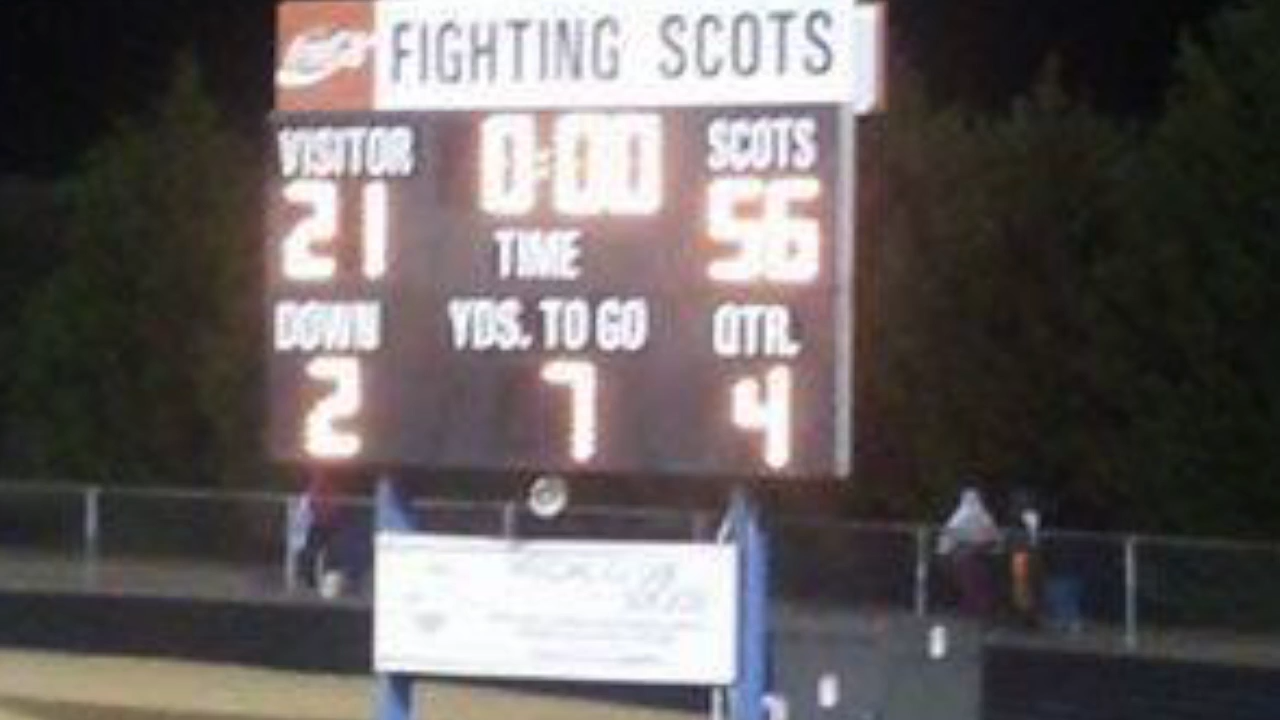 FIGHTING SCOTS
VISITOR 0:00 SCOTS
21 TIME 56
DOWN YDS. TO GO QTR.
2 7 4